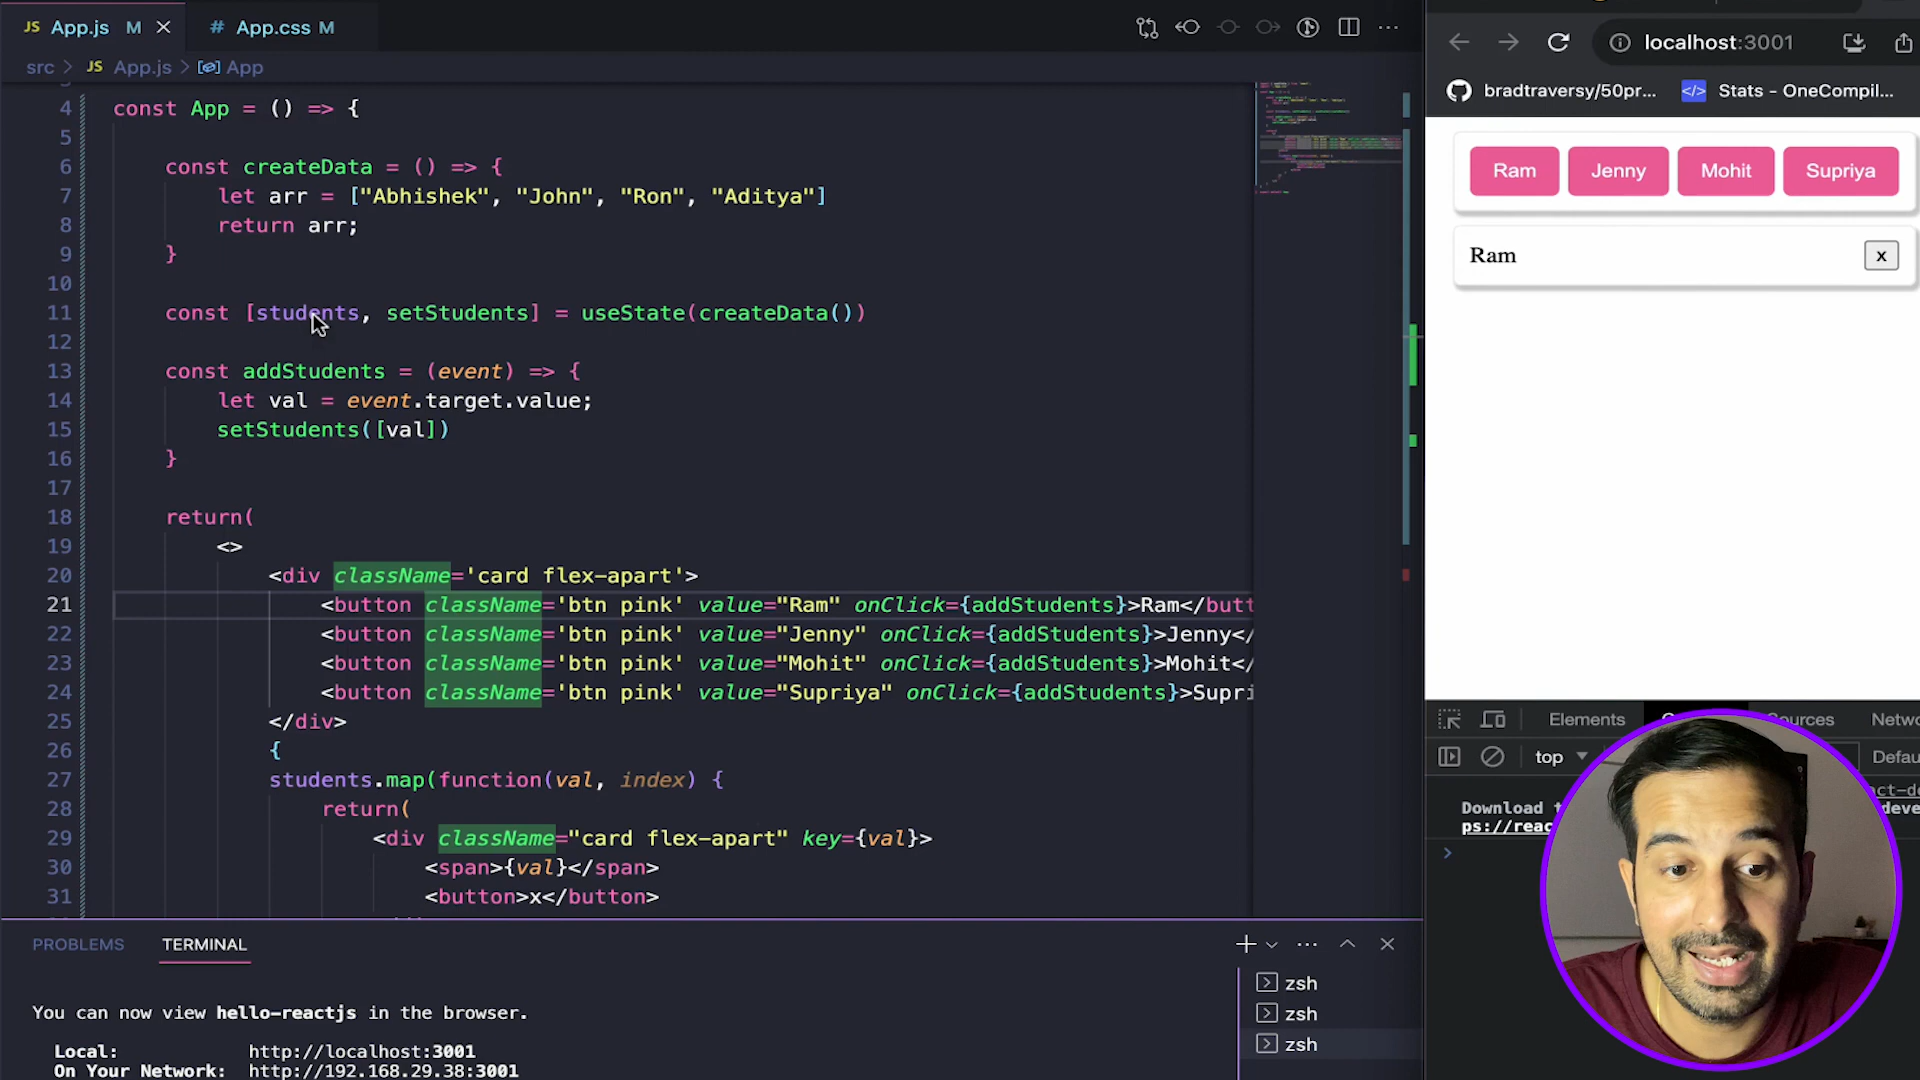 JS App.js M
# App.css M
src > JS App.js > App
4 const App = () => {
5
6 const createData = () => {
7 let arr = ["Abhishek", "John", "Ron", "Aditya"]
8 return arr;
9 }
10
11 const [students, setStudents] = useState(createData())
12
13 const addStudents = (event) => {
14 let val = event.target.value;
15 setStudents([val])
16 }
17
18 return(
19 <>
20 <div className='card flex-apart'>
21 <button className='btn pink' value="Ram" onClick={addStudents}>Ram</butt
22 <button className='btn pink' value="Jenny" onClick={addStudents}>Jenny</
23 <button className='btn pink' value="Mohit" onClick={addStudents}>Mohit</
24 <button className='btn pink' value="Supriya" onClick={addStudents}>Supri
25 </div>
26 {
27 students.map(function(val, index) {
28 return(
29 <div className="card flex-apart" key={val}>
30 <span>{val}</span>
31 <button>x</button>
PROBLEMS TERMINAL
You can now view hello-reactjs in the browser.
Local: http://localhost:3001
On Your Network: http://192.168.29.38:3001
zsh
zsh
zsh
localhost:3001
bradtraversy/50pr... </> Stats - OneCompil...
Ram Jenny Mohit Supriya
Ram x
Elements
ources
Netwo
top
Defau
Download t
ct-de
deve
ps://reac